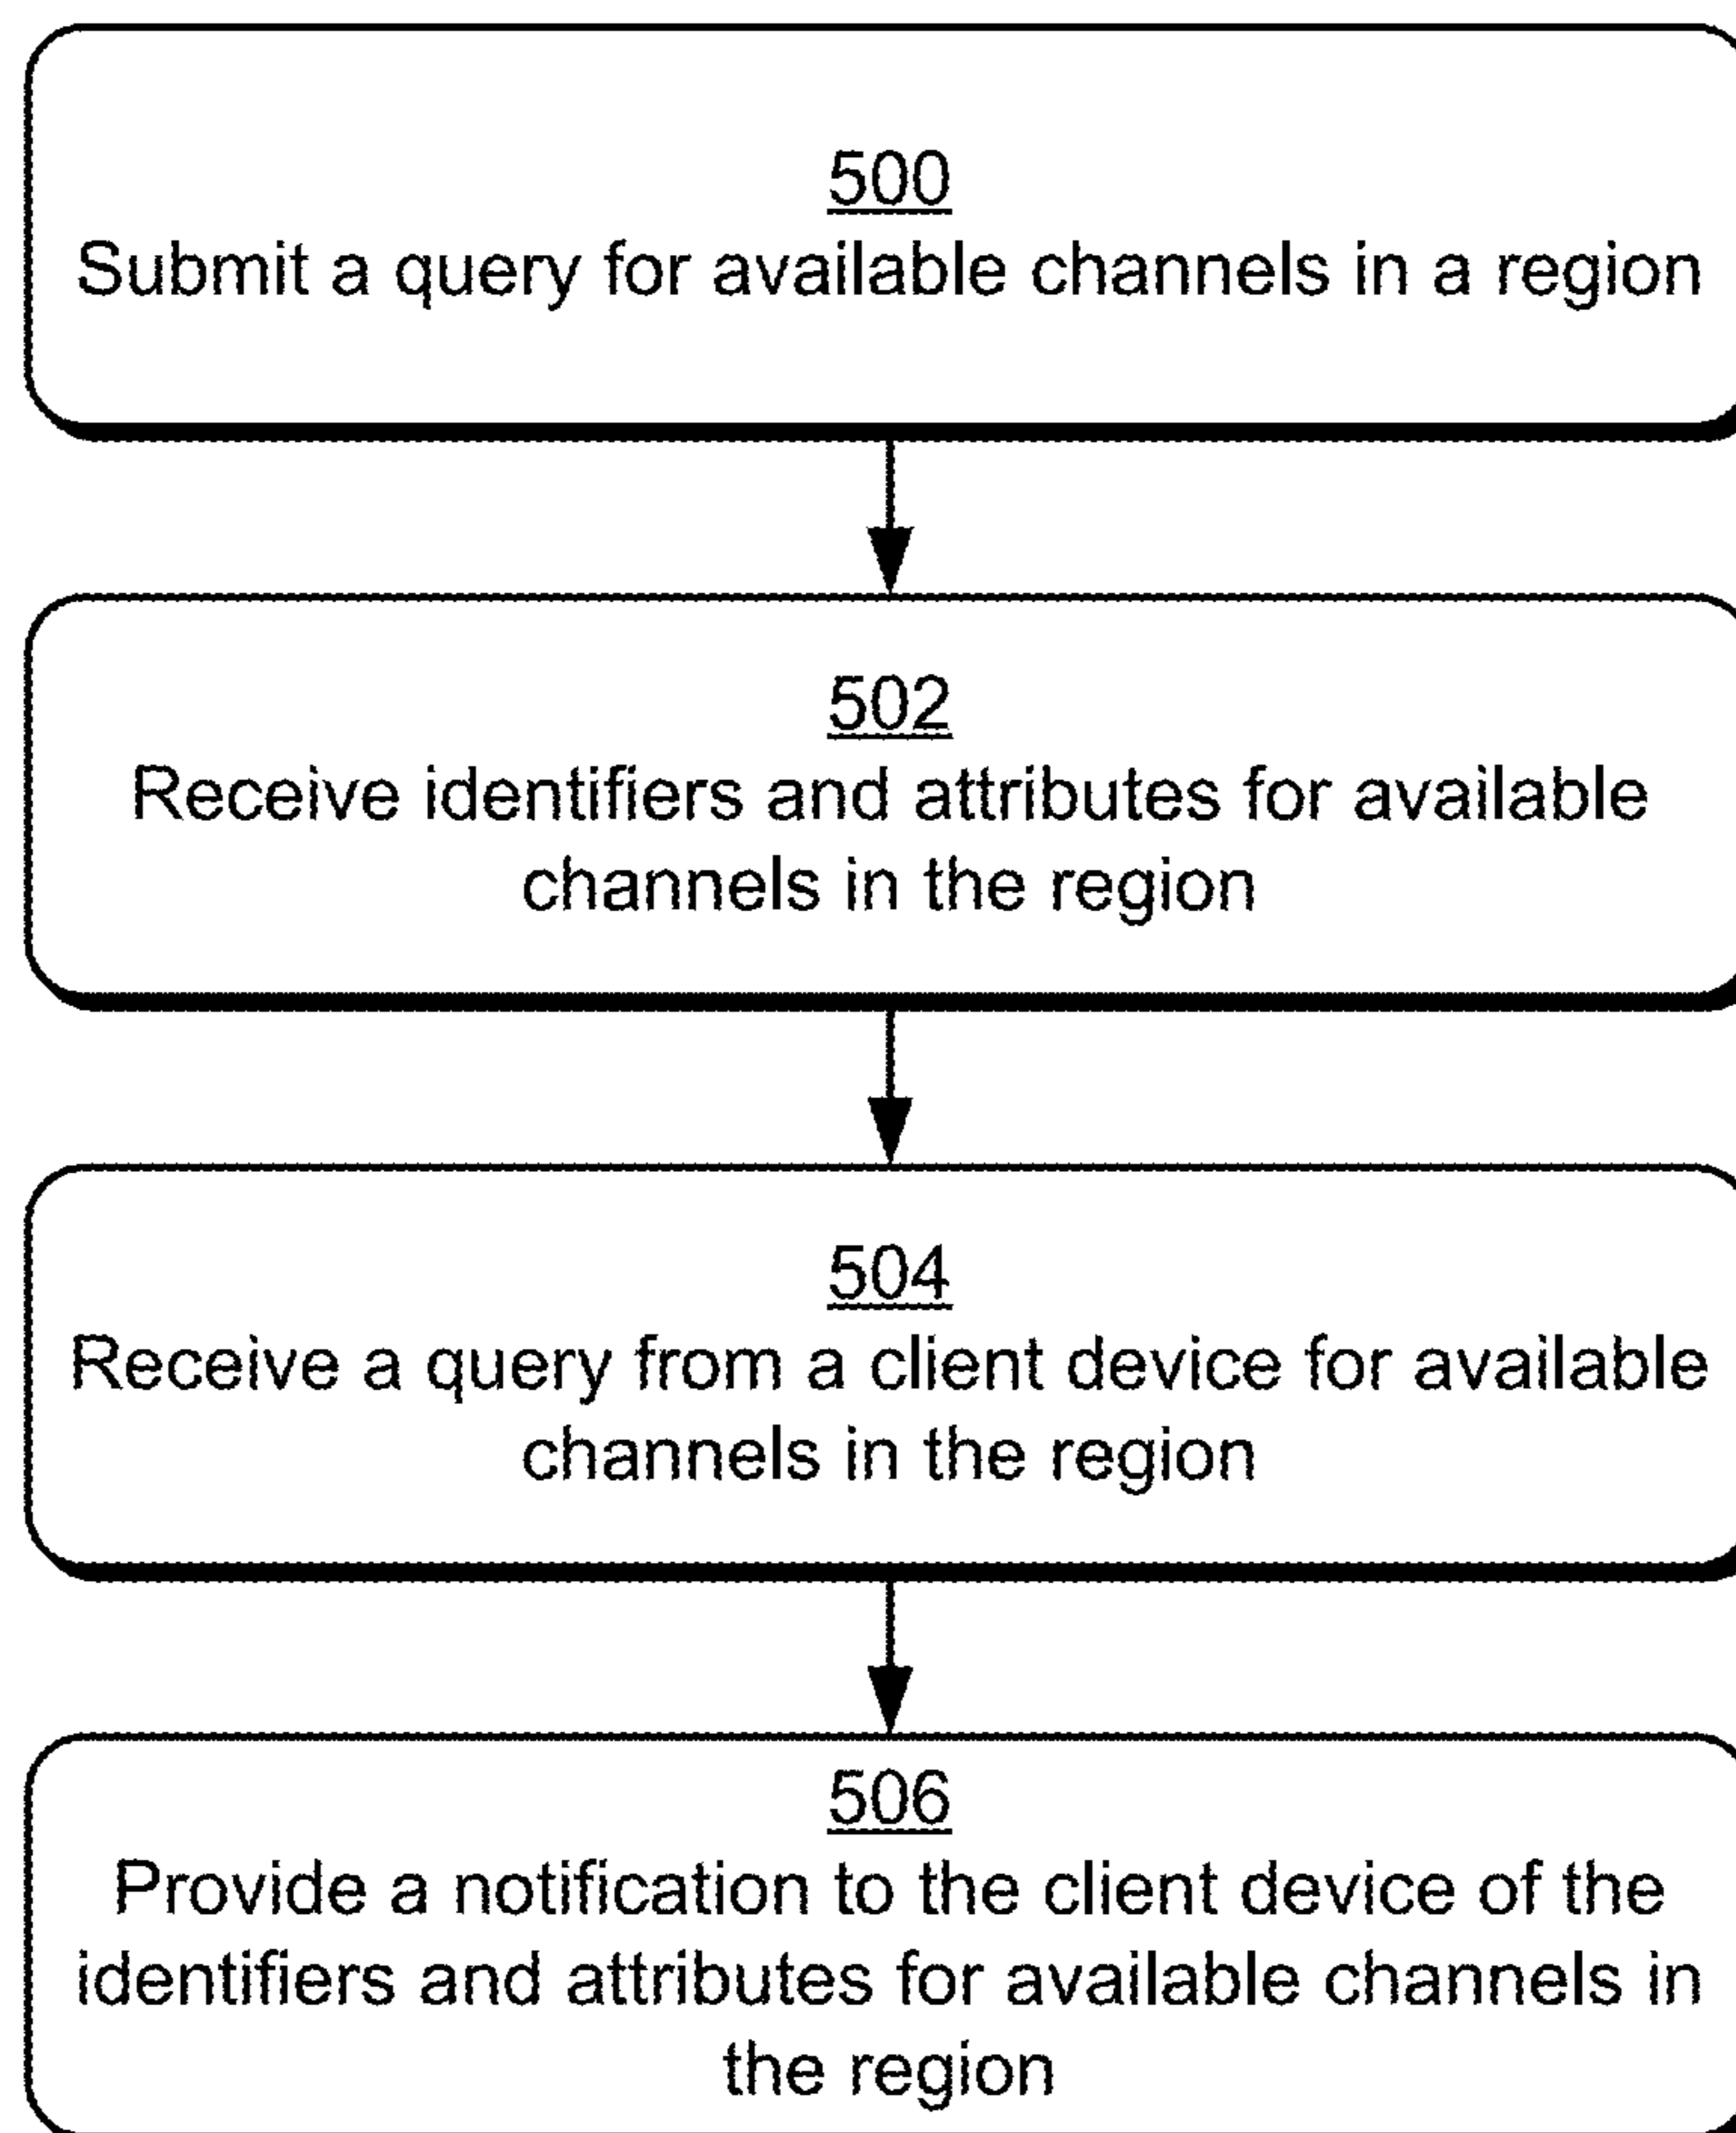 500
Submit a query for available channels in a region
502
Receive identifiers and attributes for available
channels in the region
504
Receive a query from a client device for available
channels in the region
506
Provide a notification to the client device of the
identifiers and attributes for available channels in
the region